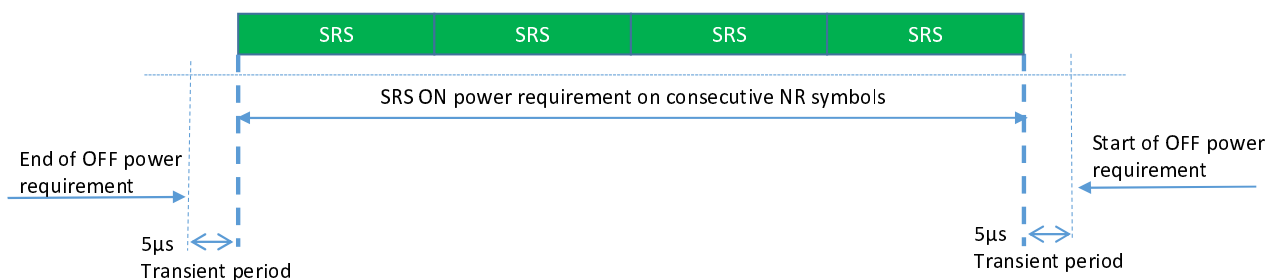 SRS SRS SRS SRS
SRS ON power requirement on consecutive NR symbols
End of OFF power
requirement
Start of OFF power
requirement
5µs
Transient period
5µs
Transient period